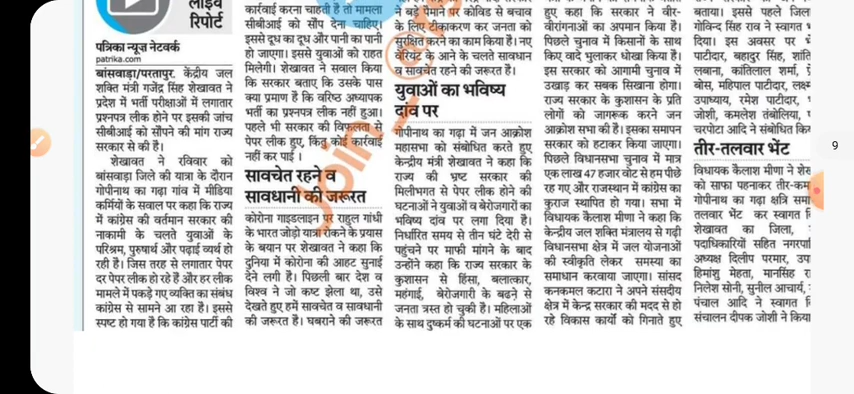 लाइव
रिपोर्ट
पत्रिका न्यूज नेटवर्क
patrika.com
बांसवाड़ा/परतापुर. केंद्रीय जल
शक्ति मंत्री गजेंद्र सिंह शेखावत ने
प्रदेश में भर्ती परीक्षाओं में लगातार
प्रश्नपत्र लीक होने पर इसकी जांच
सीबीआई को सौंपने की मांग राज्य
सरकार से की है।
शेखावत ने रविवार को
बांसवाड़ा जिले की यात्रा के दौरान
गोपीनाथ का गढ़ा गांव में मीडिया
कर्मियों के सवाल पर कहा कि राज्य
में कांग्रेस की वर्तमान सरकार की
नाकामी के चलते युवाओं के
परिश्रम, पुरुषार्थ और पढ़ाई व्यर्थ हो
रही है। जिस तरह से लगातार पेपर
दर पेपर लीक हो रहे हैं और हर लीक
मामले में पकड़े गए व्यक्ति का संबंध
कांग्रेस से सामने आ रहा है। इससे
स्पष्ट हो गया है कि कांग्रेस पार्टी की
कार्रवाई करना चाहती है तो मामला
सीबीआई को सौंप देना चाहिए।
इससे दूध का दूध और पानी का पानी
हो जाएगा। इससे युवाओं को राहत
मिलेगी। शेखावत ने सवाल किया
कि सरकार बताए कि उसके पास
क्या प्रमाण है कि वरिष्ठ अध्यापक
भर्ती का प्रश्नपत्र लीक नहीं हुआ।
पहले भी सरकार की विफलता से
पेपर लीक हुए, किंतु कोई कार्रवाई
नहीं कर पाई ।
सावचेत रहने व
सावधानी की जरूरत
कोरोना गाइडलाइन पर राहुल गांधी
के भारत जोड़ो यात्रा रोकने के प्रयास
के बयान पर शेखावत ने कहा कि
दुनिया में कोरोना की आहट सुनाई
देने लगी है। पिछली बार देश व
विश्व ने जो कष्ट झेला था, उसे
देखते हुए हमें सावचेत व सावधानी
की जरूरत है। घबराने की जरूरत
ने बड़े पैमाने पर कोविड से बचाव
के लिए टीकाकरण कर जनता को
सुरक्षित करने का काम किया है। नए
वेरियंट के आने के चलते सावधान
व सावचेत रहने की जरूरत है।
युवाओं का भविष्य
दांव पर
गोपीनाथ का गढ़ा में जन आक्रोश
महासभा को संबोधित करते हुए
केन्द्रीय मंत्री शेखावत ने कहा कि
राज्य की भ्रष्ट सरकार की
मिलीभगत से पेपर लीक होने की
घटनाओं ने युवाओं व बेरोजगारों का
भविष्य दांव पर लगा दिया है।
निर्धारित समय से तीन घंटे देरी से
पहुंचने पर माफी मांगने के बाद
उन्होंने कहा कि राज्य सरकार के
कुशासन से हिंसा, बलात्कार,
महंगाई, बेरोजगारी के बढने से
जनता त्रस्त हो चुकी है। महिलाओं
के साथ दुष्कर्म की घटनाओं पर एक
हुए कहा कि सरकार ने वीर-
वीरांगनाओं का अपमान किया है।
पिछले चुनाव में किसानों के साथ
किए वादे भुलाकर धोखा किया है।
इस सरकार को आगामी चुनाव में
उखाड़ कर सबक सिखाना होगा।
राज्य सरकार के कुशासन के प्रति
लोगों को जागरूक करने जन
आक्रोश सभा की है। इसका समापन
सरकार को हटाकर किया जाएगा।
पिछले विधानसभा चुनाव में मात्र
एक लाख 47 हजार वोट से हम पीछे
रह गए और राजस्थान में कांग्रेस का
कुराज स्थापित हो गया। सभा में
विधायक कैलाश मीणा ने कहा कि
केन्द्रीय जल शक्ति मंत्रालय से गढ़ी
विधानसभा क्षेत्र में जल योजनाओं
की स्वीकृति लेकर समस्या का
समाधान करवाया जाएगा। सांसद
कनकमल कटारा ने अपने संसदीय
क्षेत्र में केन्द्र सरकार की मदद से हो
रहे विकास कार्यो को गिनाते हुए
बताया। इससे पहले जिला
गोविन्द सिंह राव ने स्वागत
दिया। इस अवसर पर
पाटीदार, बहादुर सिंह, शांति
लबाना, कांतिलाल शर्मा,
बोस, महिपाल पाटीदार,
उपाध्याय, रमेश पाटीदार,
जोशी, कमलेश तंबोलिया,
चरपोटा आदि ने संबोधित
तीर-तलवार भेंट
विधायक कैलाश मीणा ने
को साफा पहनाकर तीर-
गोपीनाथ का गढ़ा क्षत्रि
तलवार भेंट कर स्वागत
शेखावत का जिला,
पदाधिकारियों सहित
अध्यक्ष दिलीप परमार,
हिमांशु मेहता, मानसिंह
निलेश सोनी, सुनील आचार्य,
पंचाल आदि ने स्वागत
संचालन दीपक जोशी ने
9
join